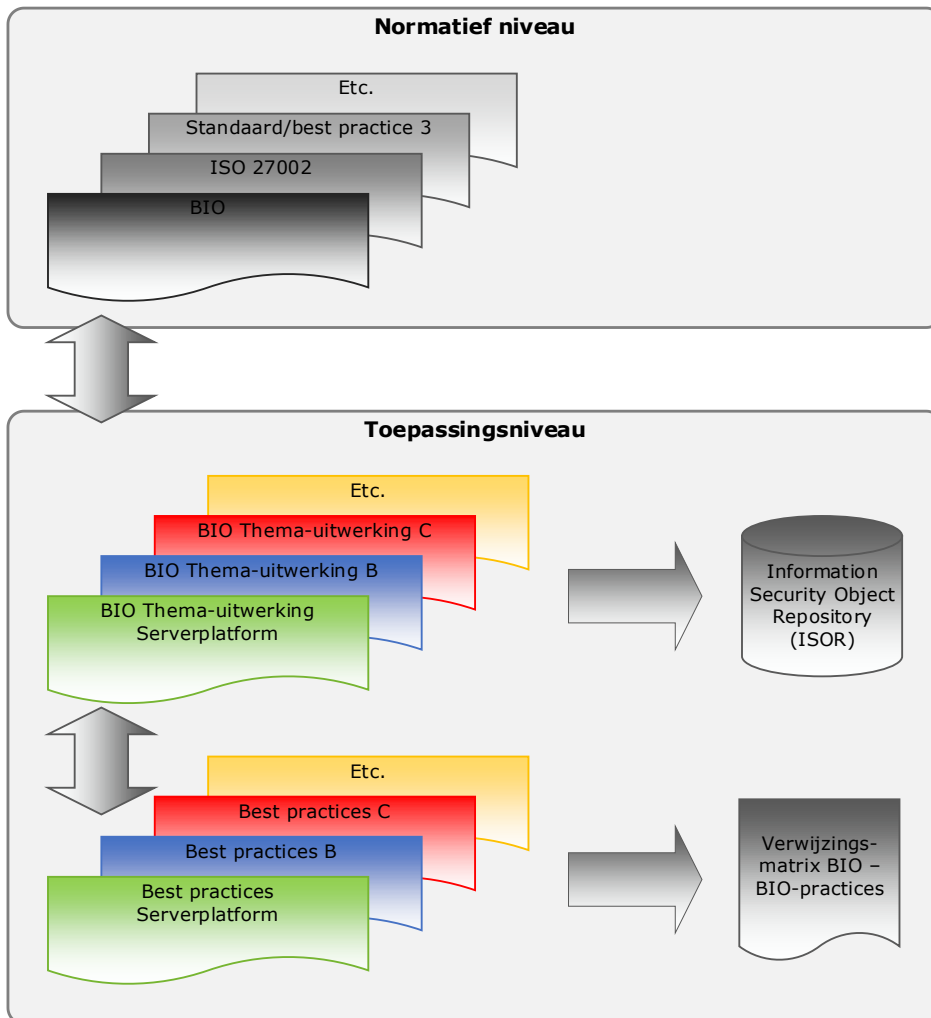 Normatief niveau
Etc.
Standaard/best practice 3
ISO 27002
BIO
Toepassingsniveau
Etc.
BIO Thema-uitwerking C
BIO Thema-uitwerking B
BIO Thema-uitwerking
Serverplatform
Information
Security Object
Repository
(ISOR)
Etc.
Best practices C
Best practices B
Best practices
Serverplatform
Verwijzings-
matrix BIO –
BIO-practices